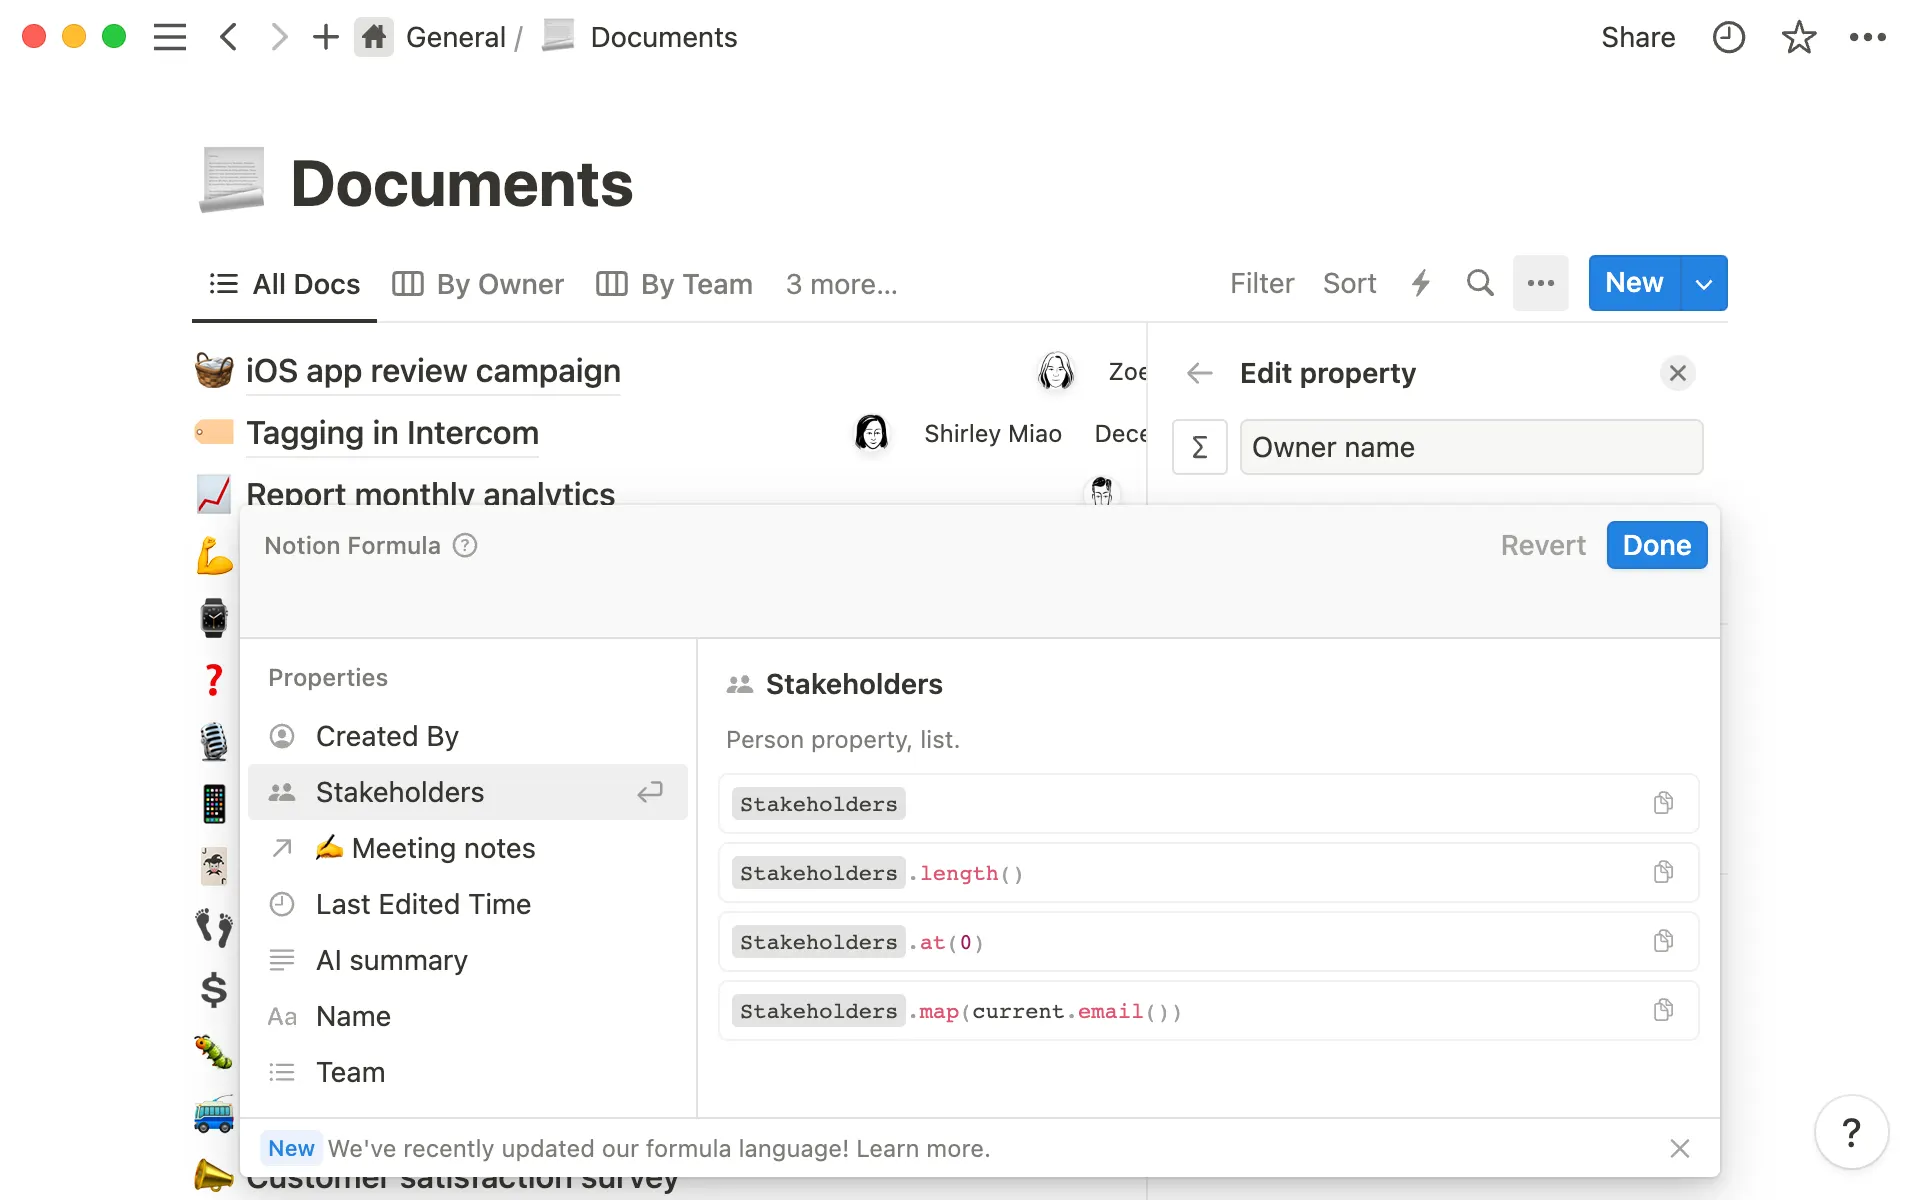 General / Documents
Share
Documents
All Docs By Owner By Team 3 more...
Filter Sort New
iOS app review campaign Zoe
Tagging in Intercom Shirley Miao Dece
Report monthly analytics
Edit property
Σ Owner name
Notion Formula ?
Revert Done
Properties
Created By
Stakeholders
✍️ Meeting notes
Last Edited Time
AI summary
Aa Name
Team
Stakeholders
Person property, list.
Stakeholders
Stakeholders.length()
Stakeholders.at(0)
Stakeholders.map(current.email())
New We've recently updated our formula language! Learn more.
Customer satisfaction survey
?